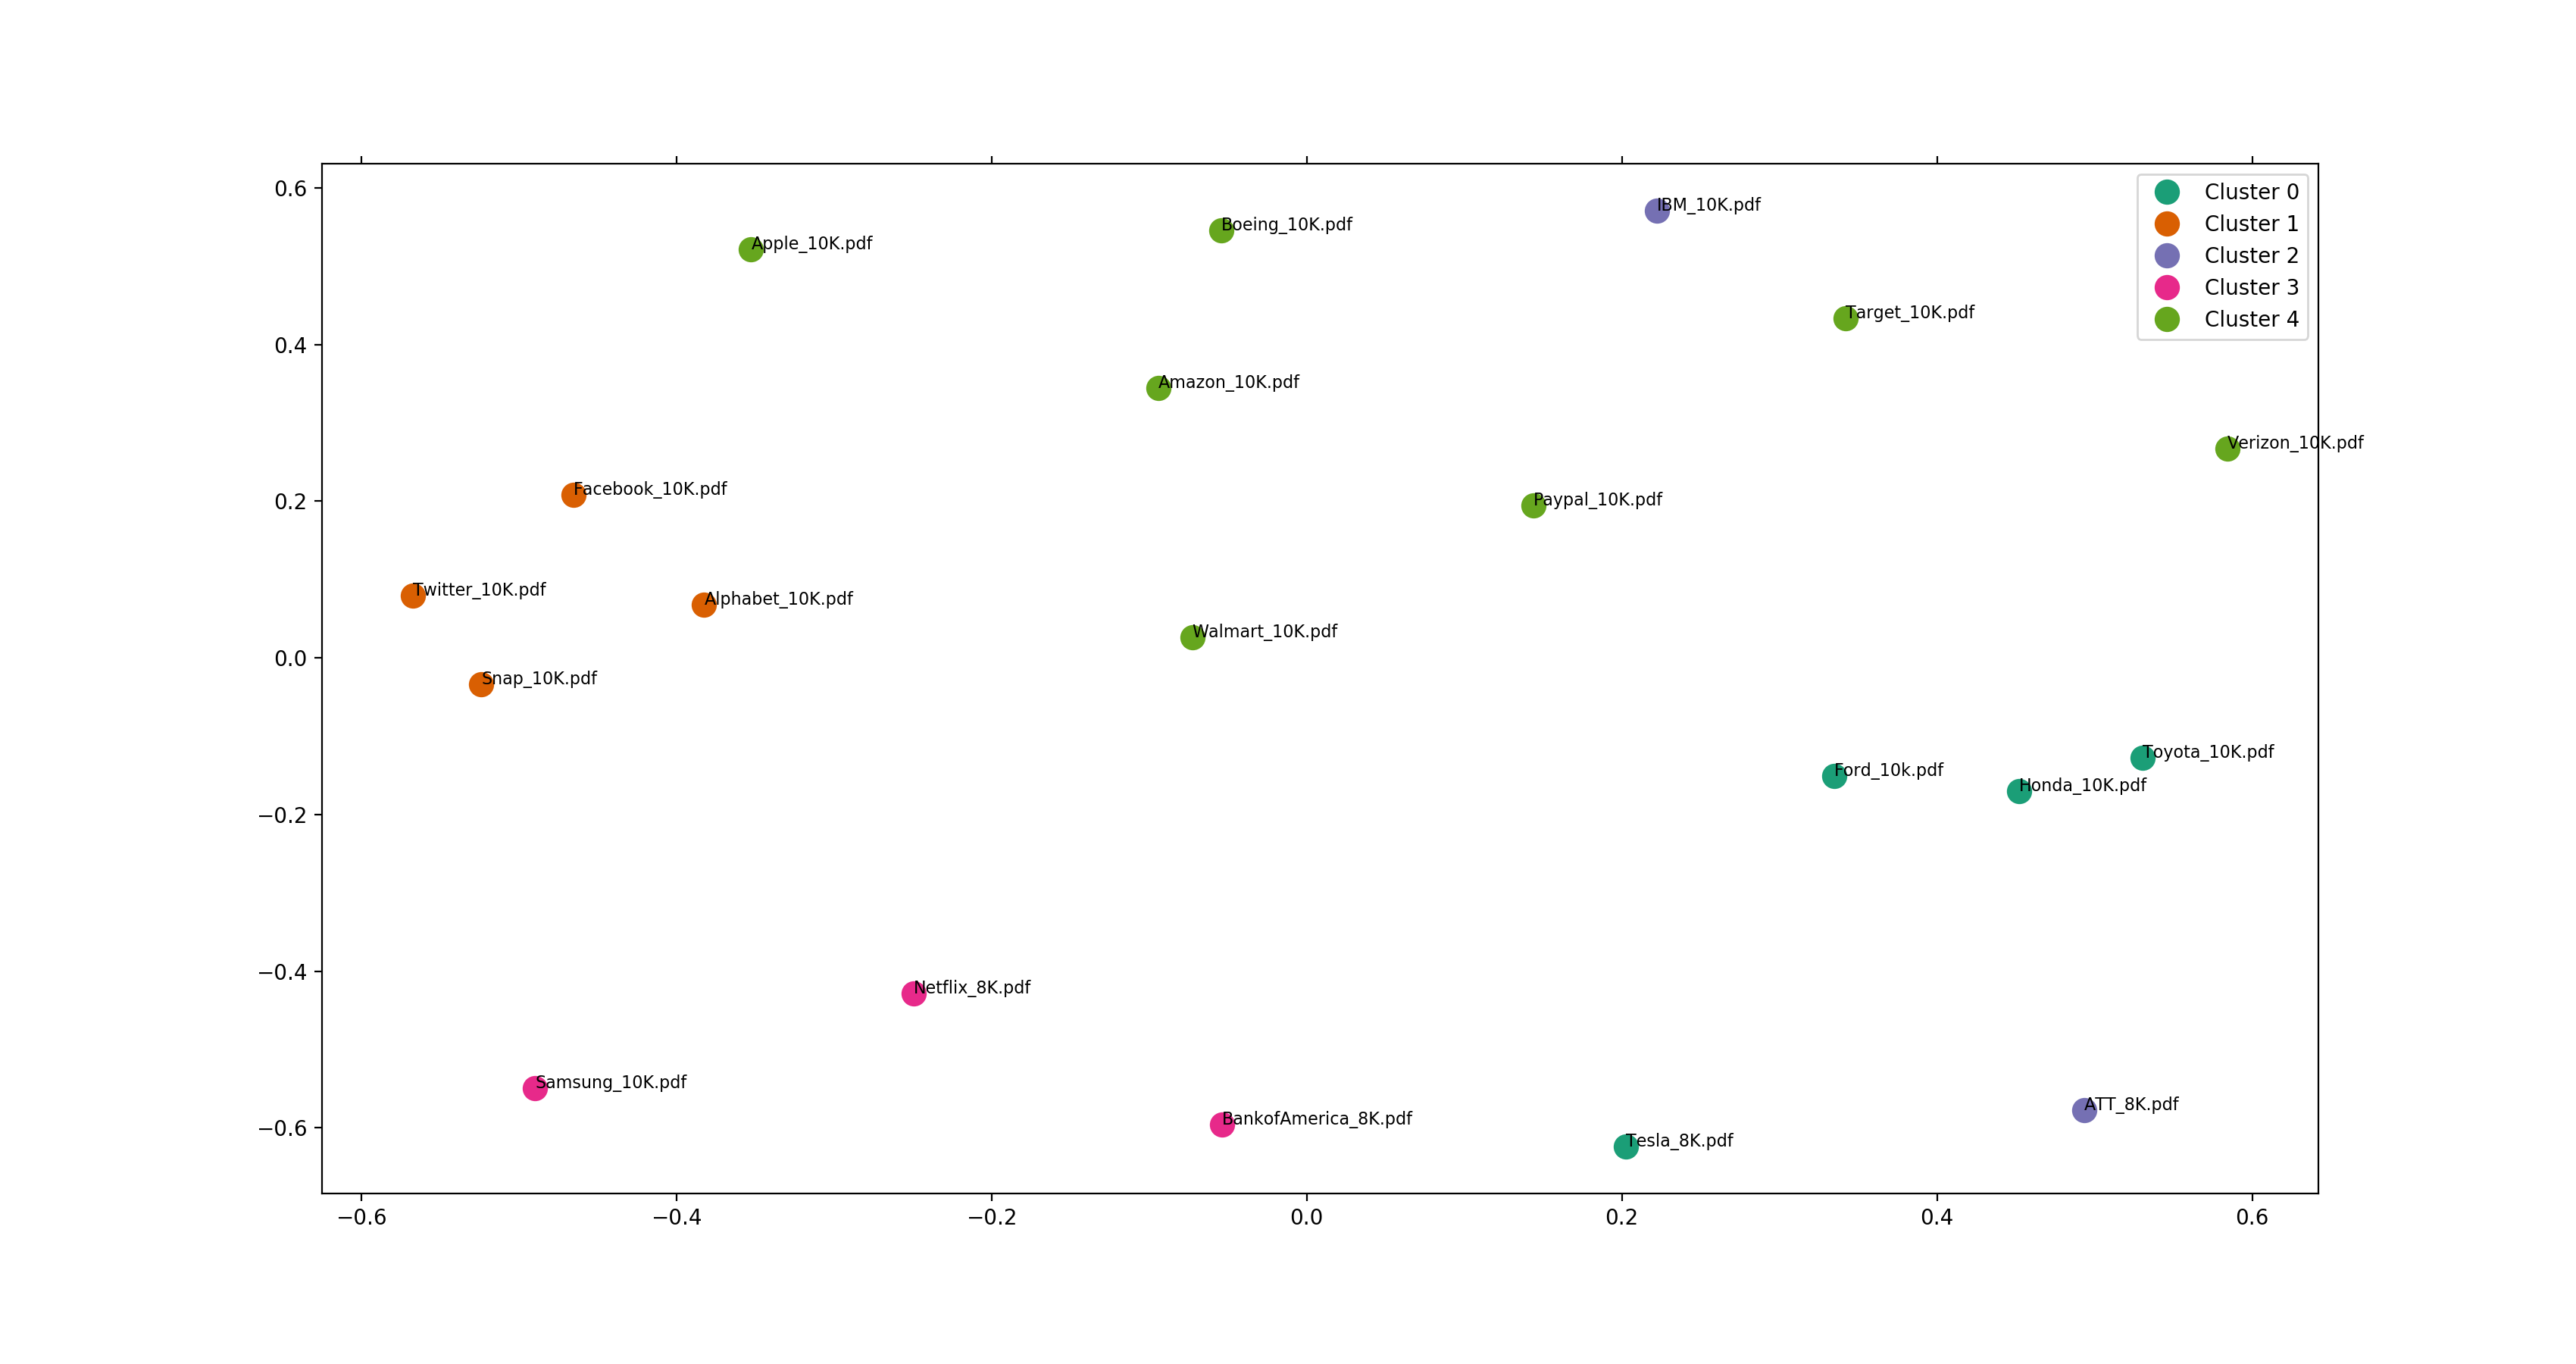 0.6
0.4
0.2
0.0
−0.2
−0.4
−0.6
−0.6
−0.4
−0.2
0.0
0.2
0.4
0.6
Cluster 0
Cluster 1
Cluster 2
Cluster 3
Cluster 4
IBM_10K.pdf
Boeing_10K.pdf
Apple_10K.pdf
Target_10K.pdf
Amazon_10K.pdf
Verizon_10K.pdf
Facebook_10K.pdf
Paypal_10K.pdf
Twitter_10K.pdf
Alphabet_10K.pdf
Walmart_10K.pdf
Snap_10K.pdf
Toyota_10K.pdf
Ford_10k.pdf
Honda_10K.pdf
Netflix_8K.pdf
Samsung_10K.pdf
ATT_8K.pdf
BankofAmerica_8K.pdf
Tesla_8K.pdf